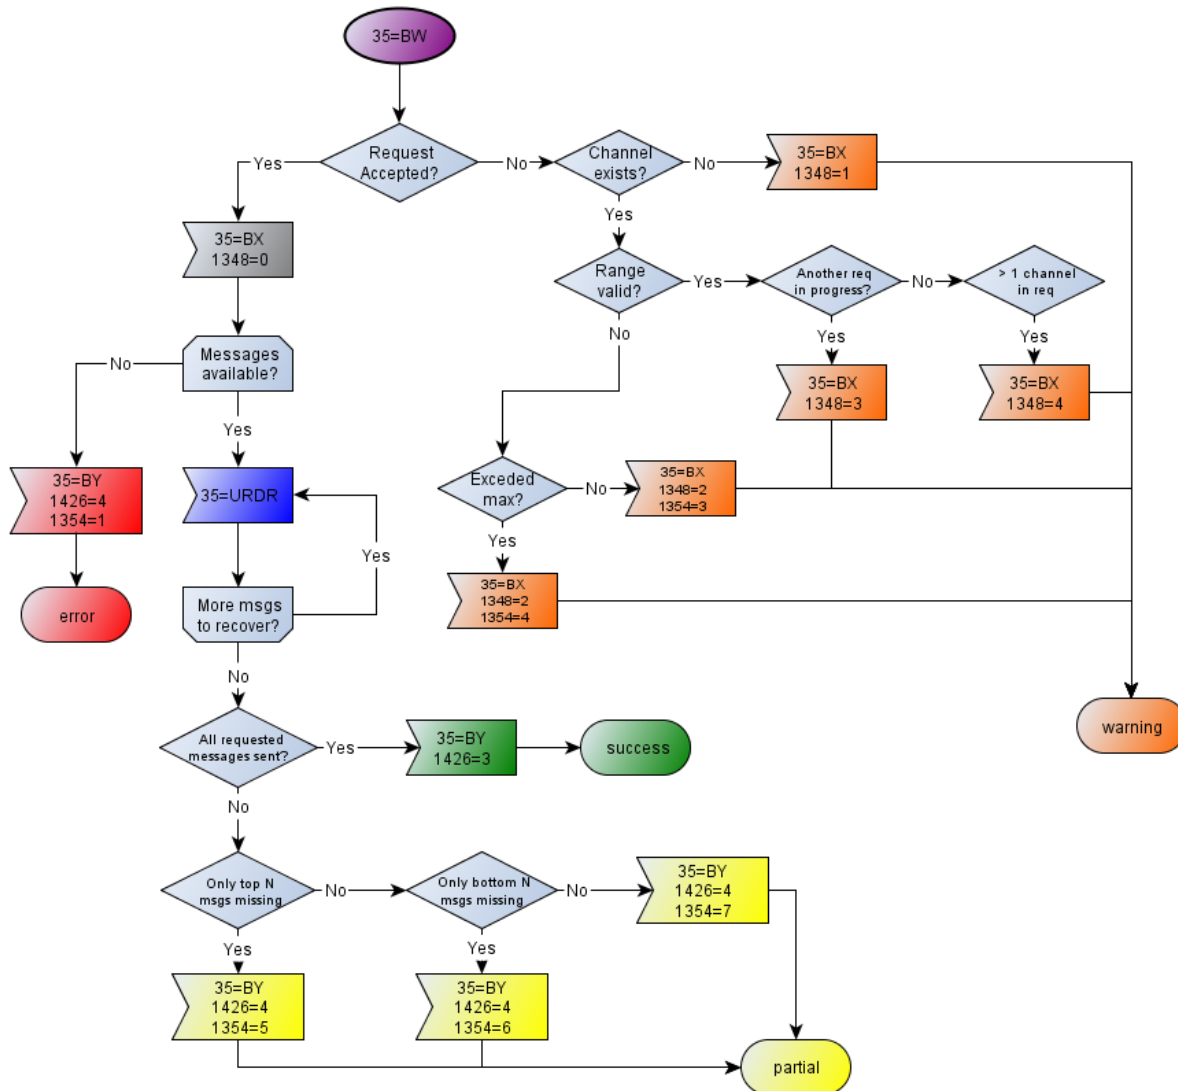 35=BW
Request
Accepted?
Yes
No
Channel
exists?
No
35=BX
1348=1
Yes
35=BX
1348=0
Range
valid?
Yes
Another req
in progress?
No
> 1 channel
in req
No
Yes
Yes
Messages
available?
No
35=BX
1348=3
35=BX
1348=4
Yes
35=BY
1426=4
1354=1
35=URDR
Exceded
max?
No
35=BX
1348=2
1354=3
Yes
Yes
35=BX
1348=2
1354=4
error
More msgs
to recover?
No
warning
All requested
messages sent?
Yes
35=BY
1426=3
success
No
Only top N
msgs missing
No
Only bottom N
msgs missing
No
35=BY
1426=4
1354=7
Yes
Yes
35=BY
1426=4
1354=5
35=BY
1426=4
1354=6
partial